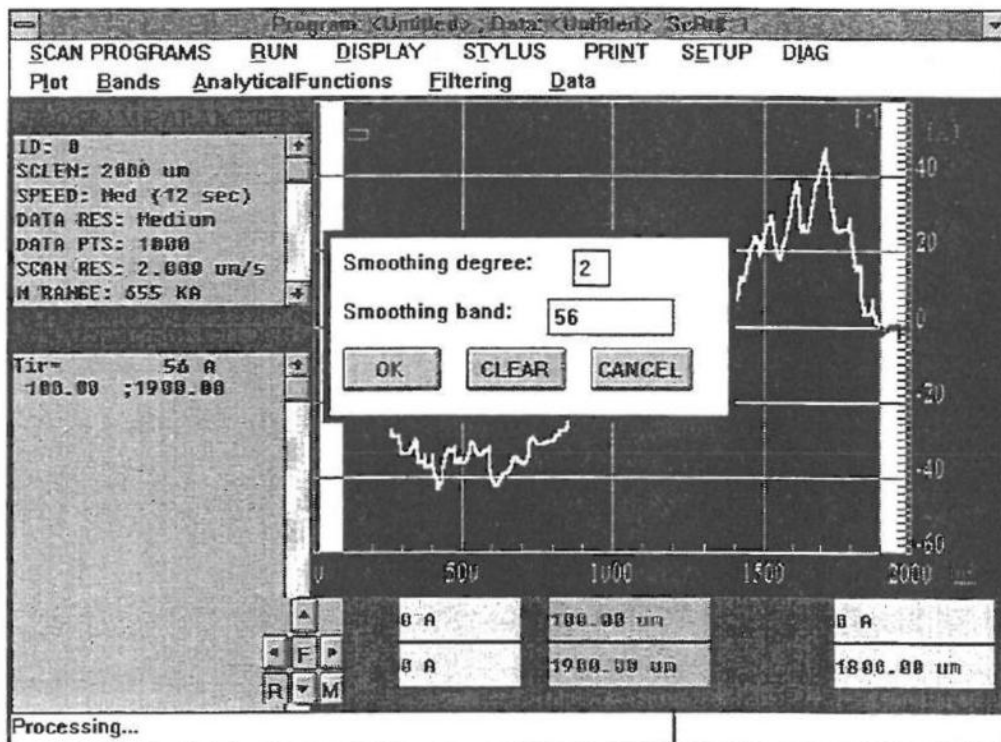 Program: <Untitled>; Data: <Untitled>
SCAN PROGRAMS RUN DISPLAY STYLUS PRINT SETUP DIAG
Plot Bands AnalyticalFunctions Filtering Data
PROGRAM PARAMETERS
ID: 0
SCLEN: 2000 um
SPEED: Med (12 sec)
DATA RES: Medium
DATA PTS: 1000
SCAN RES: 2.000 um/s
M RANGE: 655 KA
Tir= 56 A
100.00 ;1900.00
Smoothing degree: 2
Smoothing band: 56
OK CLEAR CANCEL
40
20
0
-20
-40
-60
0 500 1000 1500 2000
0 A 100.00 um 0 A
0 A 1900.00 um 1800.00 um
F
R M
Processing...